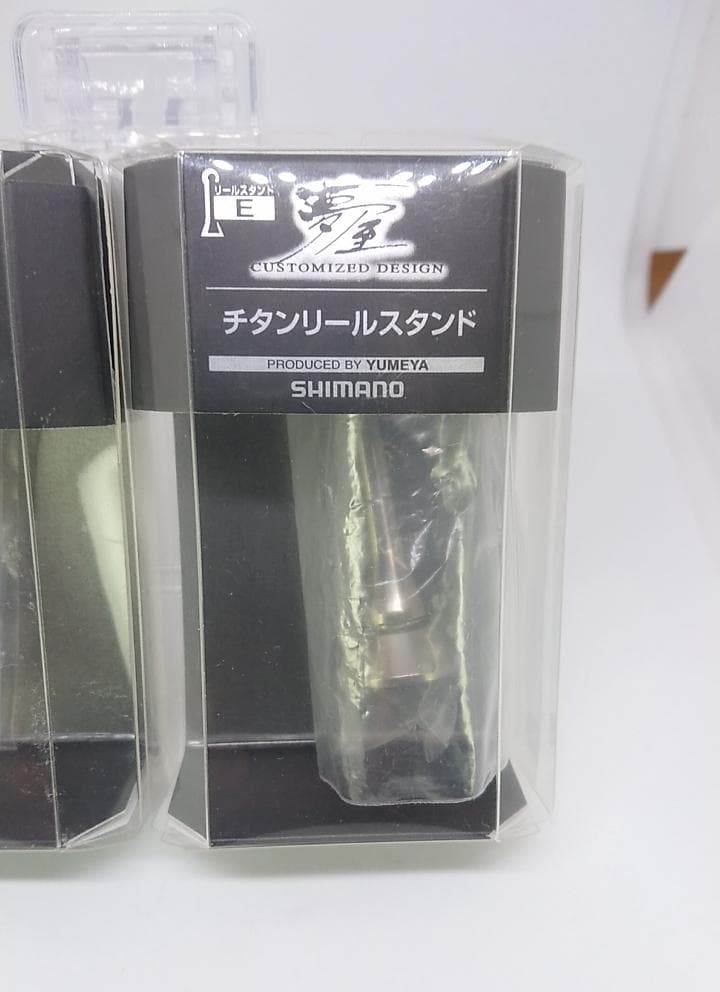 リールスタンド
E
夢屋
CUSTOMIZED DESIGN
チタンリールスタンド
PRODUCED BY YUMEYA
SHIMANO